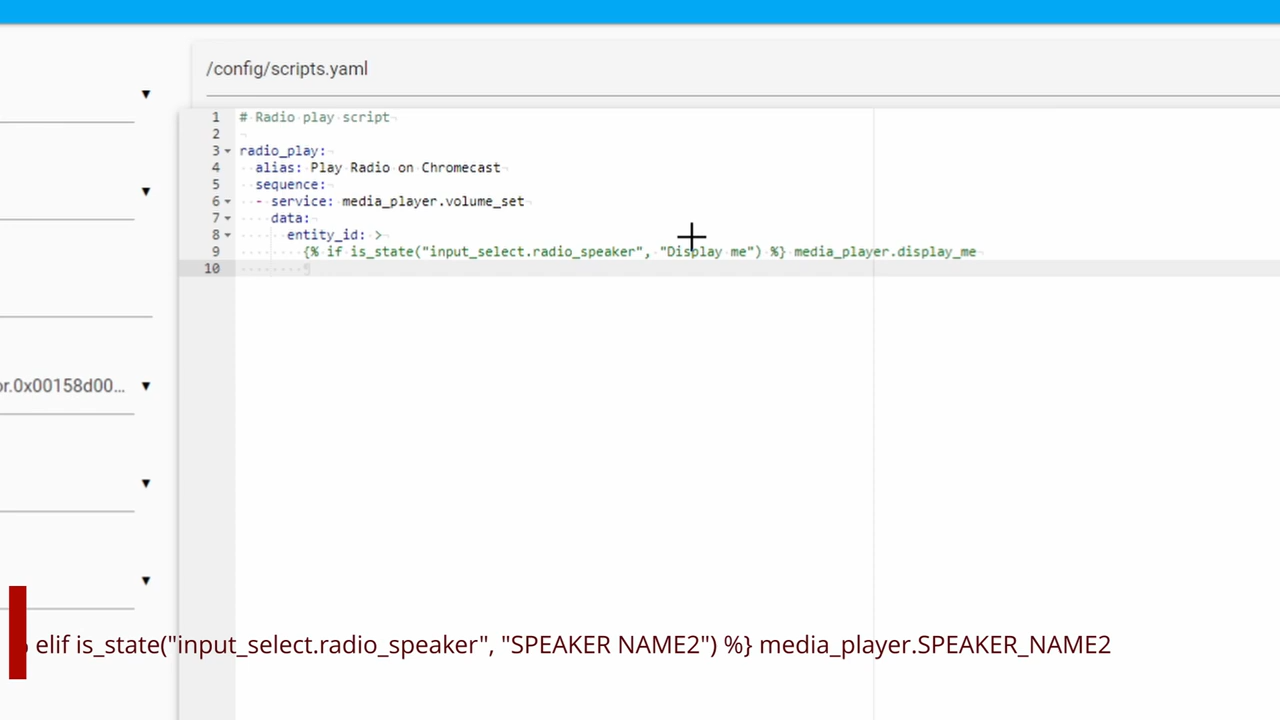 /config/scripts.yaml
1 # Radio play script
2
3 radio_play:
4 alias: Play Radio on Chromecast
5 sequence:
6 - service: media_player.volume_set
7 data:
8 entity_id: >
9 {% if is_state("input_select.radio_speaker", "Display me") %} media_player.display_me
10
or.0x00158d00...
elif is_state("input_select.radio_speaker", "SPEAKER NAME2") %} media_player.SPEAKER_NAME2